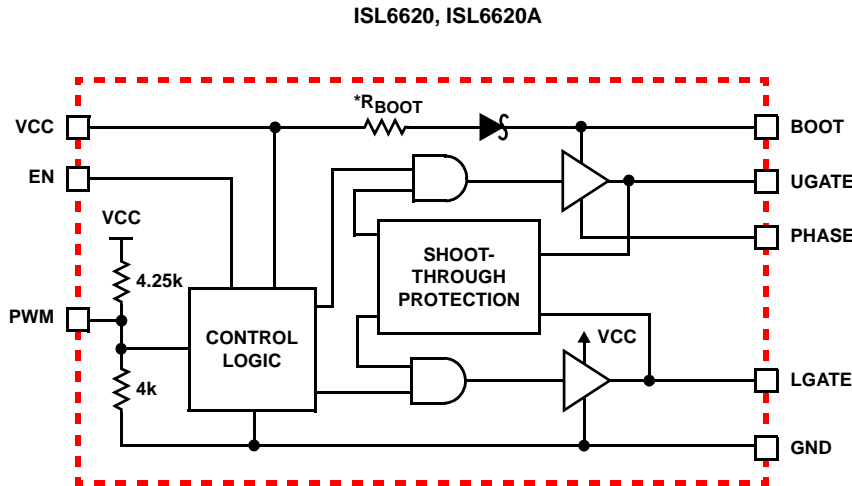 ISL6620, ISL6620A
*RBOOT
VCC
BOOT
EN
UGATE
VCC
PHASE
SHOOT-
THROUGH
PROTECTION
4.25k
PWM
CONTROL
LOGIC
VCC
4k
LGATE
GND